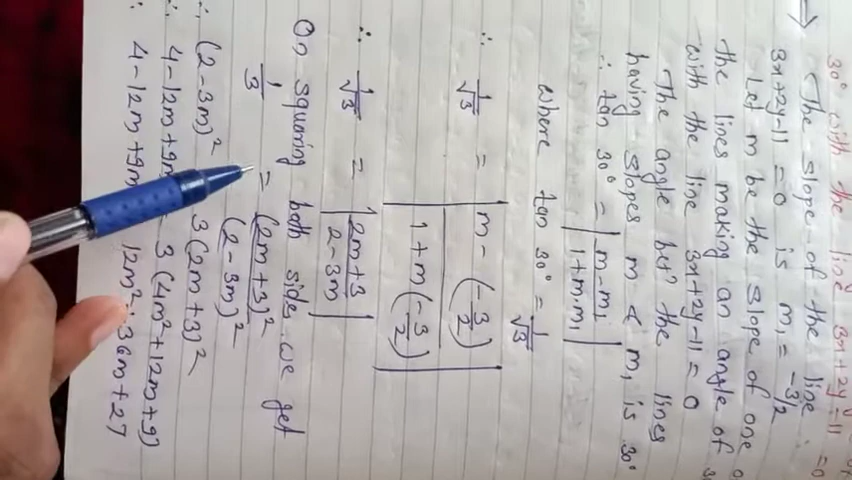 30° with the line 3x+2y-11=0
The slope of the line
3x+2y-11=0 is m₁ = -3/2
Let m be the slope of one
the lines making an angle of
with the line 3x+2y-11=0
The angle betⁿ the lines
having slopes m & m₁ is 30°
∴ tan 30° = |m-m₁ / 1+m.m₁|
where tan 30° = 1/√3
∴ 1/√3 = |m-(-3/2) / 1+m(-3/2)|
∴ 1/√3 = |2m+3 / 2-3m|
On squaring both side we get
1/3 = (2m+3)² / (2-3m)²
∴ (2-3m)² 3(2m+3)²
∴ 4-12m+9m 3(4m²+12m+9)
∴ 4-12m+9m 12m² 36m+27